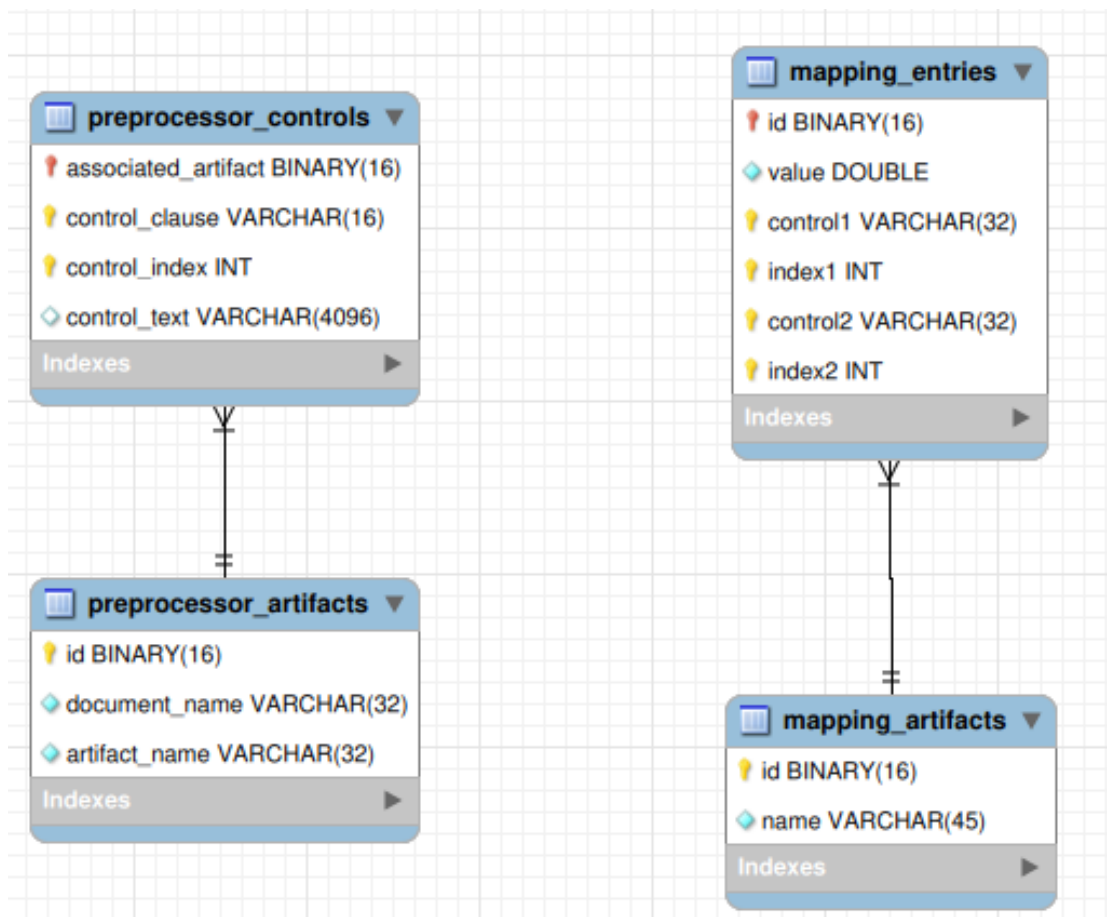 preprocessor_controls
associated_artifact BINARY(16)
control_clause VARCHAR(16)
control_index INT
control_text VARCHAR(4096)
Indexes
preprocessor_artifacts
id BINARY(16)
document_name VARCHAR(32)
artifact_name VARCHAR(32)
Indexes
mapping_entries
id BINARY(16)
value DOUBLE
control1 VARCHAR(32)
index1 INT
control2 VARCHAR(32)
index2 INT
Indexes
mapping_artifacts
id BINARY(16)
name VARCHAR(45)
Indexes